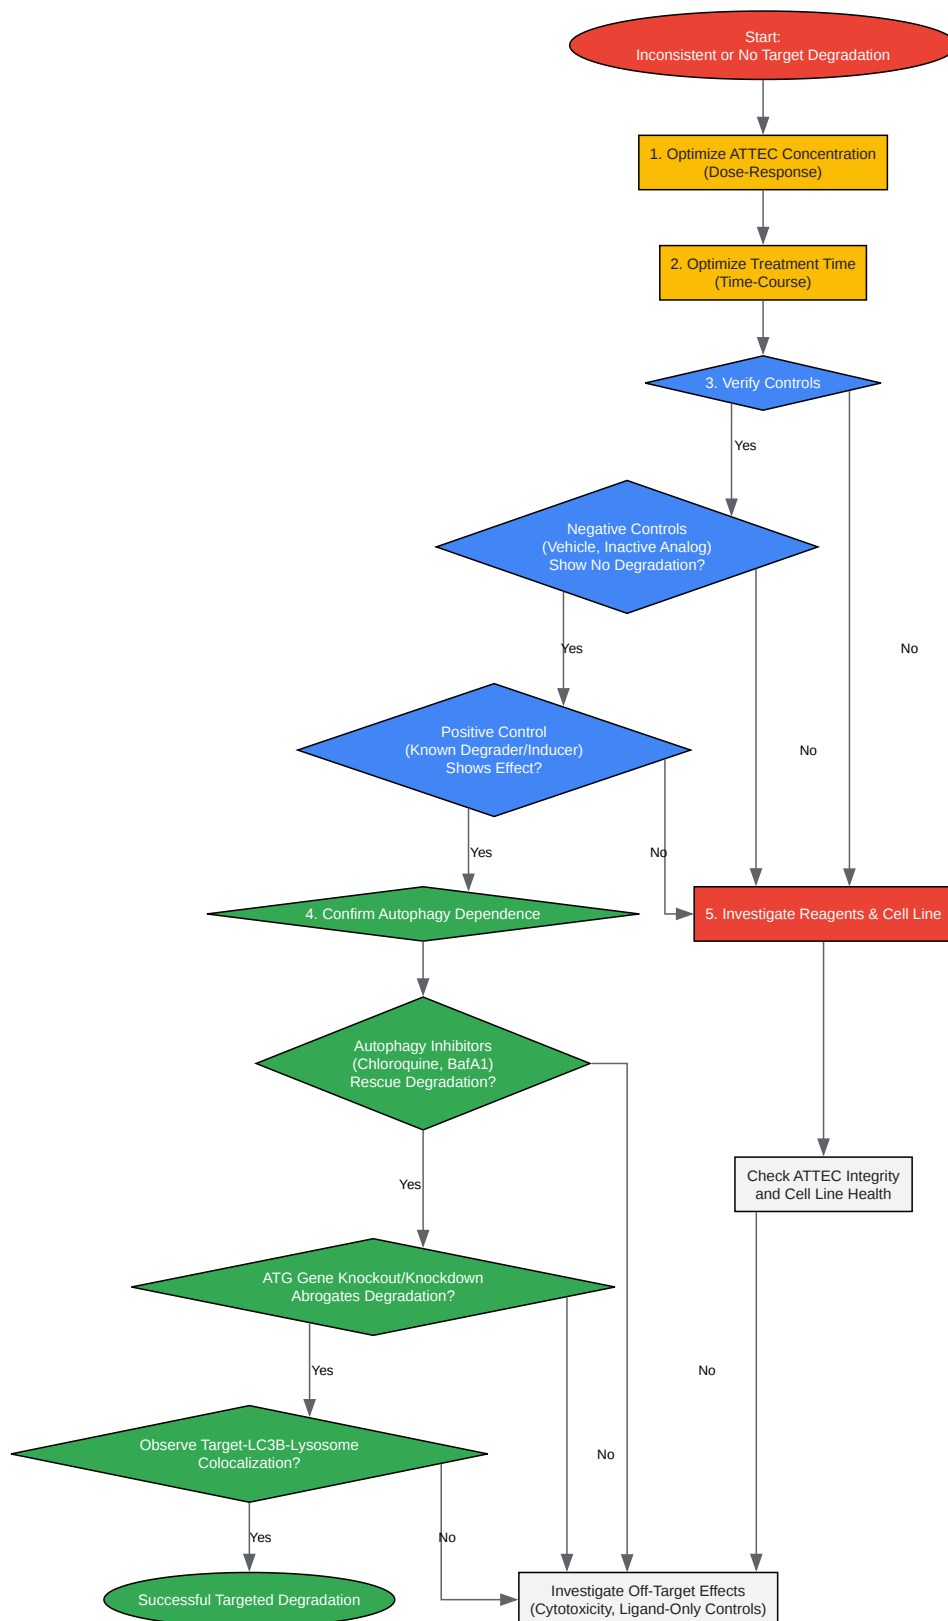 Start:
Inconsistent or No Target Degradation
1. Optimize ATTEC Concentration
(Dose-Response)
2. Optimize Treatment Time
(Time-Course)
3. Verify Controls
Yes
Negative Controls
(Vehicle, Inactive Analog)
Show No Degradation?
Yes
No
Positive Control
(Known Degrader/Inducer)
Shows Effect?
No
Yes
No
4. Confirm Autophagy Dependence
5. Investigate Reagents & Cell Line
Autophagy Inhibitors
(Chloroquine, BafA1)
Rescue Degradation?
Yes
Check ATTEC Integrity
and Cell Line Health
ATG Gene Knockout/Knockdown
Abrogates Degradation?
Yes
No
Observe Target-LC3B-Lysosome
Colocalization?
No
Yes
No
Successful Targeted Degradation
Investigate Off-Target Effects
(Cytotoxicity, Ligand-Only Controls)